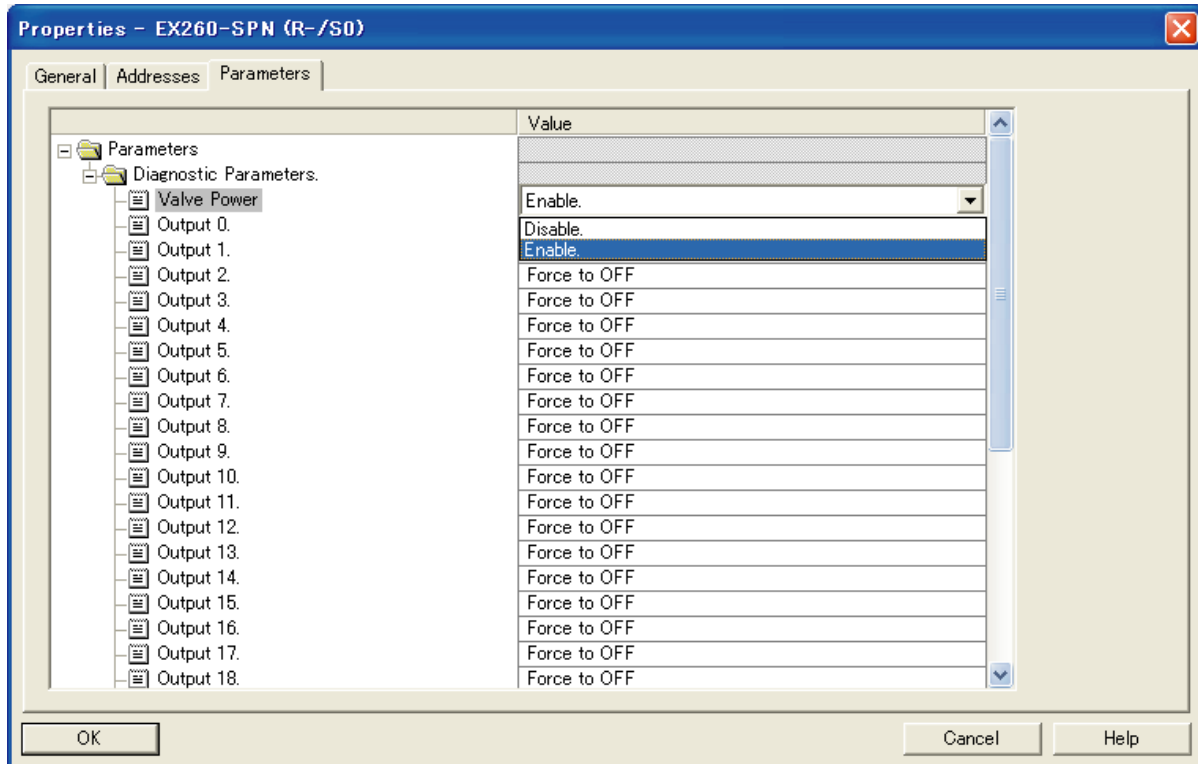 Properties - EX260-SPN (R-/S0)
General Addresses Parameters
Value
Parameters
Diagnostic Parameters.
Valve Power Enable.
Output 0. Disable.
Output 1. Enable.
Output 2. Force to OFF
Output 3. Force to OFF
Output 4. Force to OFF
Output 5. Force to OFF
Output 6. Force to OFF
Output 7. Force to OFF
Output 8. Force to OFF
Output 9. Force to OFF
Output 10. Force to OFF
Output 11. Force to OFF
Output 12. Force to OFF
Output 13. Force to OFF
Output 14. Force to OFF
Output 15. Force to OFF
Output 16. Force to OFF
Output 17. Force to OFF
Output 18. Force to OFF
OK Cancel Help